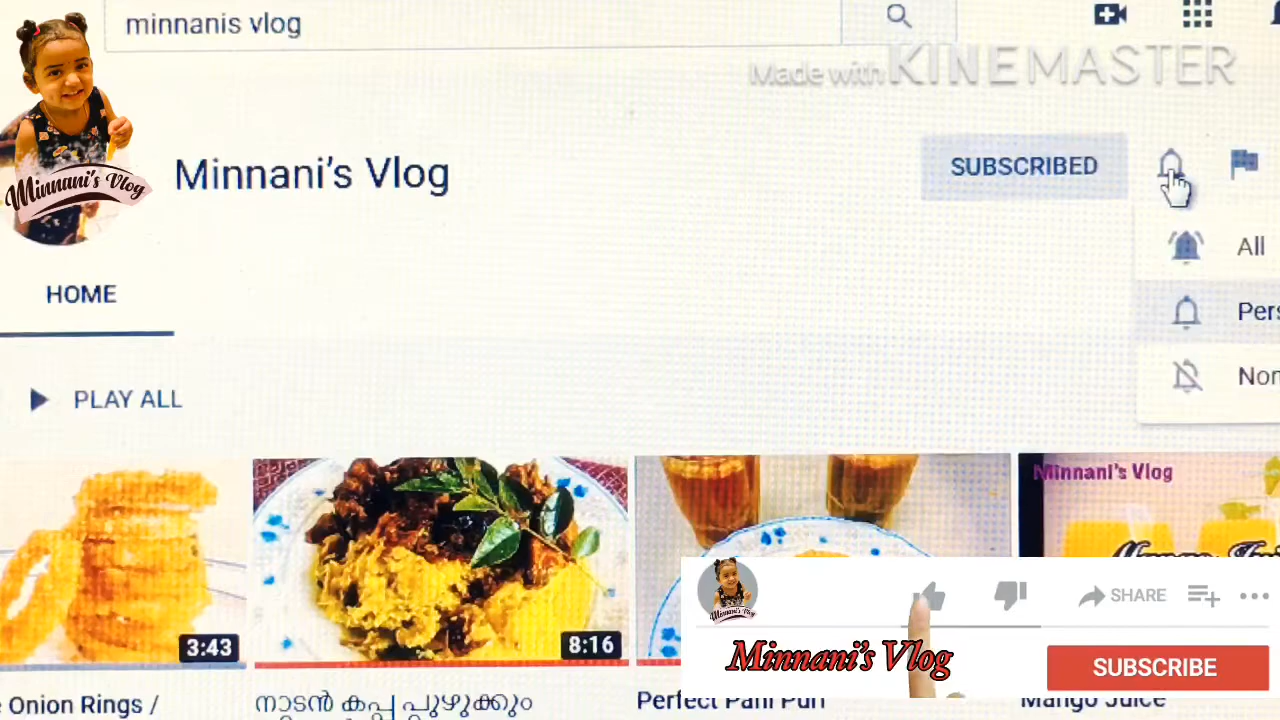 minnanis vlog
Made with KINEMASTER
Minnani's Vlog
Minnani's Vlog
SUBSCRIBED
All
HOME
PLAY ALL
Minnani's Vlog
3:43
8:16
SHARE
Minnani's Vlog
SUBSCRIBE
Onion Rings /
നാടൻ കപ്പ പുഴുക്കും
Perfect Pani Puri
Mango Juice